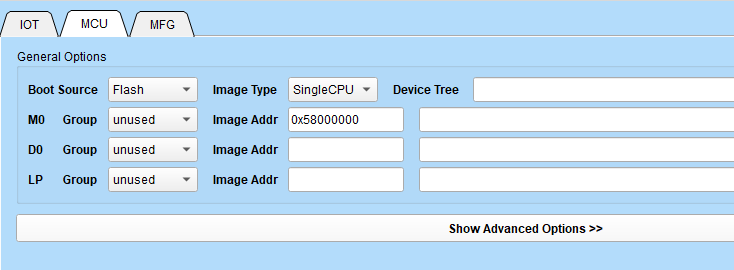 IOT MCU MFG
General Options
Boot Source Flash Image Type SingleCPU Device Tree
M0 Group unused Image Addr 0x58000000
D0 Group unused Image Addr
LP Group unused Image Addr
Show Advanced Options >>